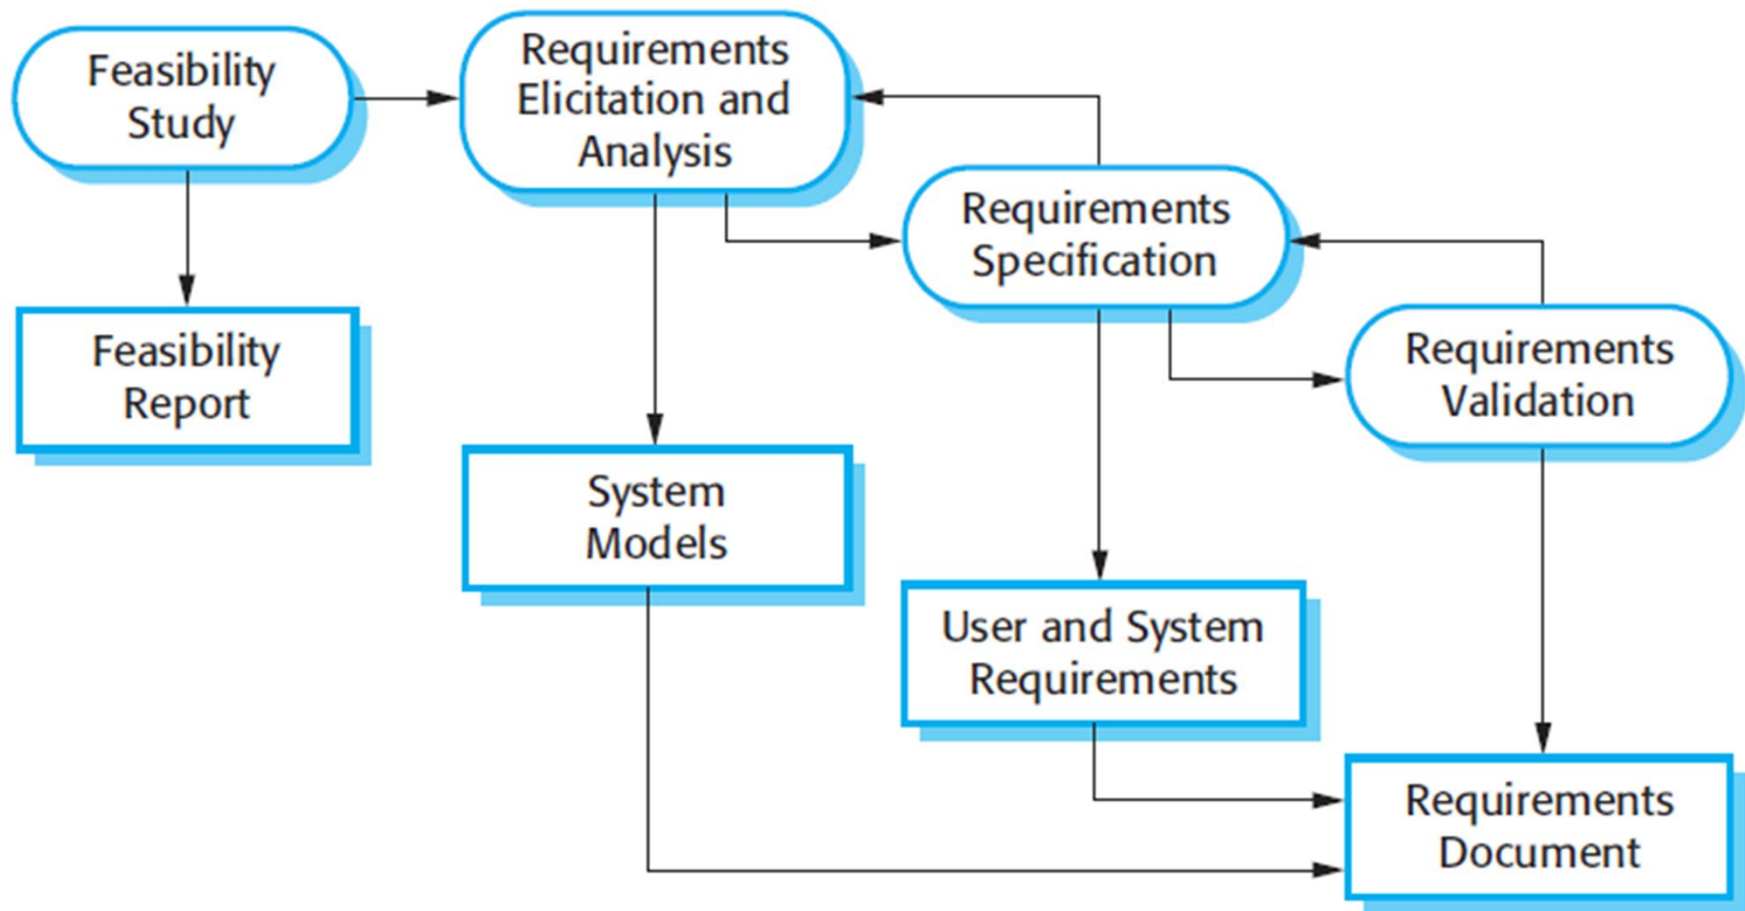 Feasibility
Study
Requirements
Elicitation and
Analysis
Requirements
Specification
Requirements
Validation
Feasibility
Report
System
Models
User and System
Requirements
Requirements
Document